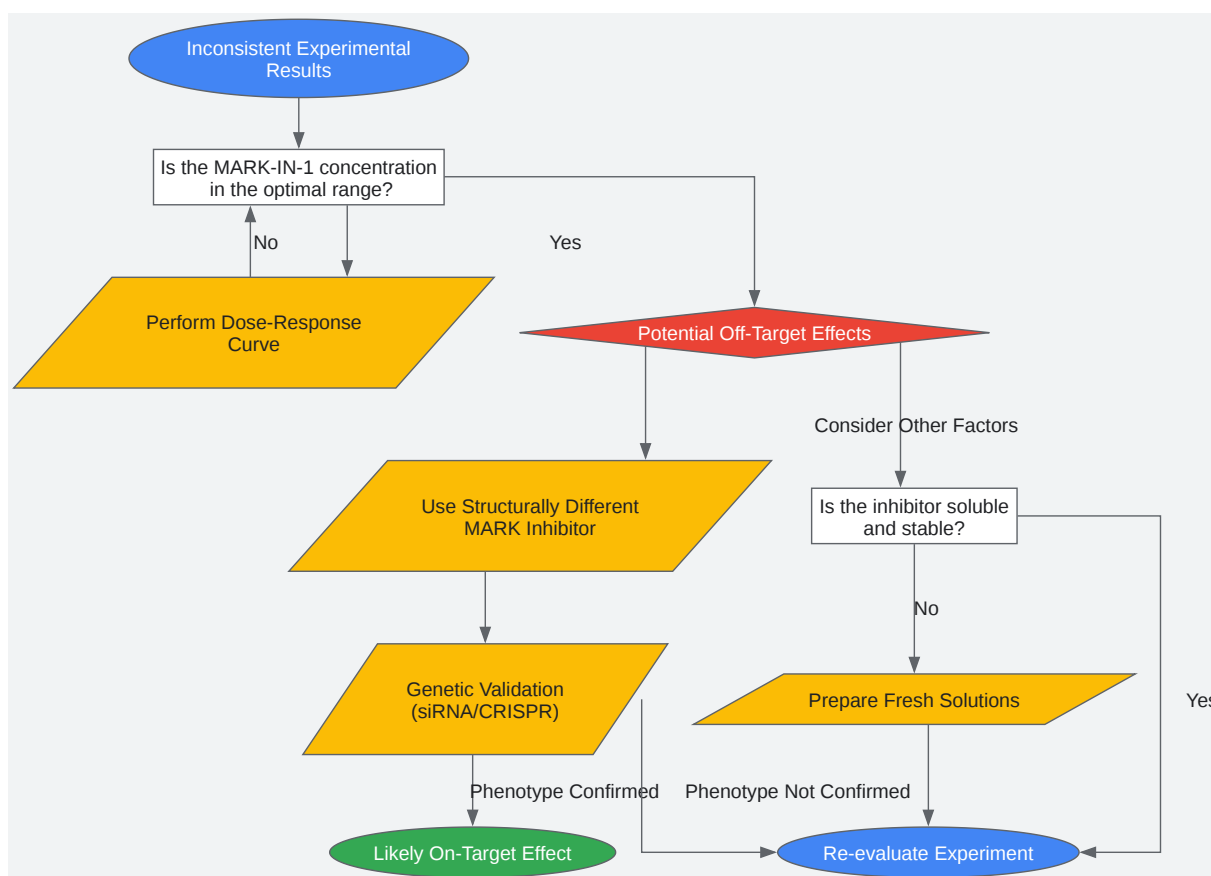 Inconsistent Experimental
Results
Is the MARK-IN-1 concentration
in the optimal range?
No
Yes
Perform Dose-Response
Curve
Potential Off-Target Effects
Consider Other Factors
Use Structurally Different
MARK Inhibitor
Is the inhibitor soluble
and stable?
No
Genetic Validation
(siRNA/CRISPR)
Prepare Fresh Solutions
Yes
Phenotype Confirmed
Phenotype Not Confirmed
Likely On-Target Effect
Re-evaluate Experiment